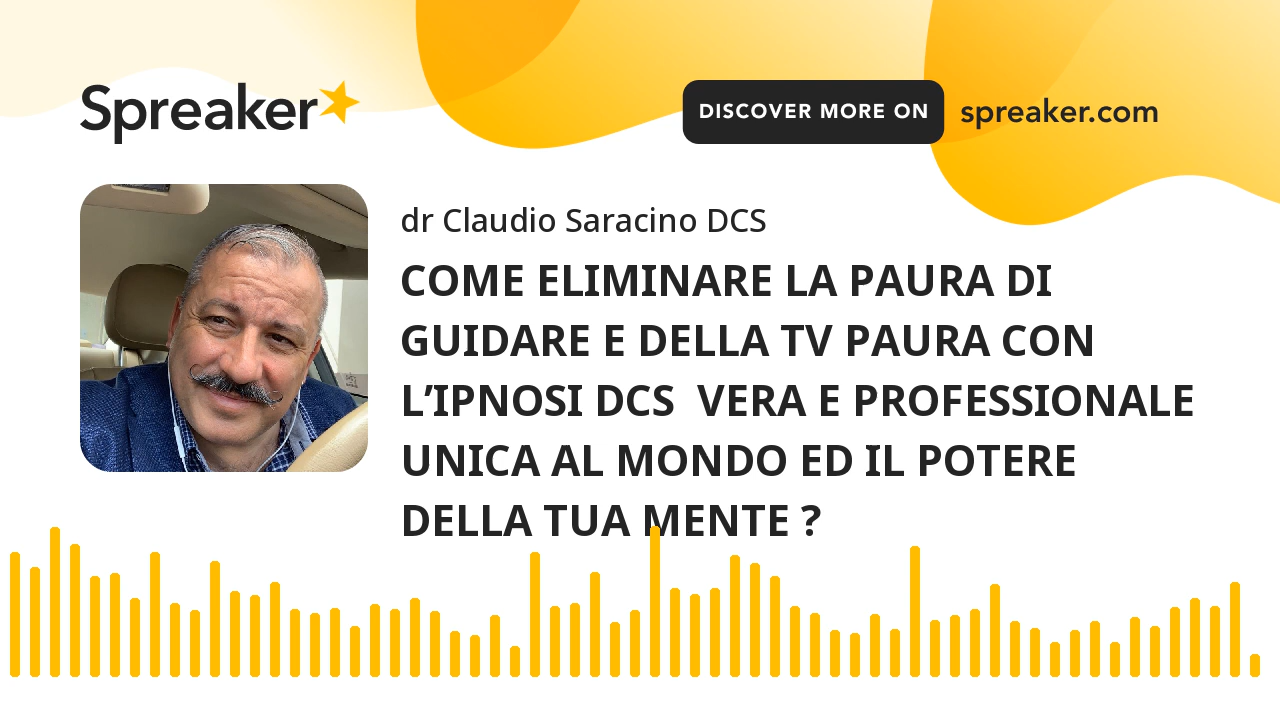 Spreaker
DISCOVER MORE ON spreaker.com
dr Claudio Saracino DCS
COME ELIMINARE LA PAURA DI
GUIDARE E DELLA TV PAURA CON
L’IPNOSI DCS  VERA E PROFESSIONALE
UNICA AL MONDO ED IL POTERE
DELLA TUA MENTE ?